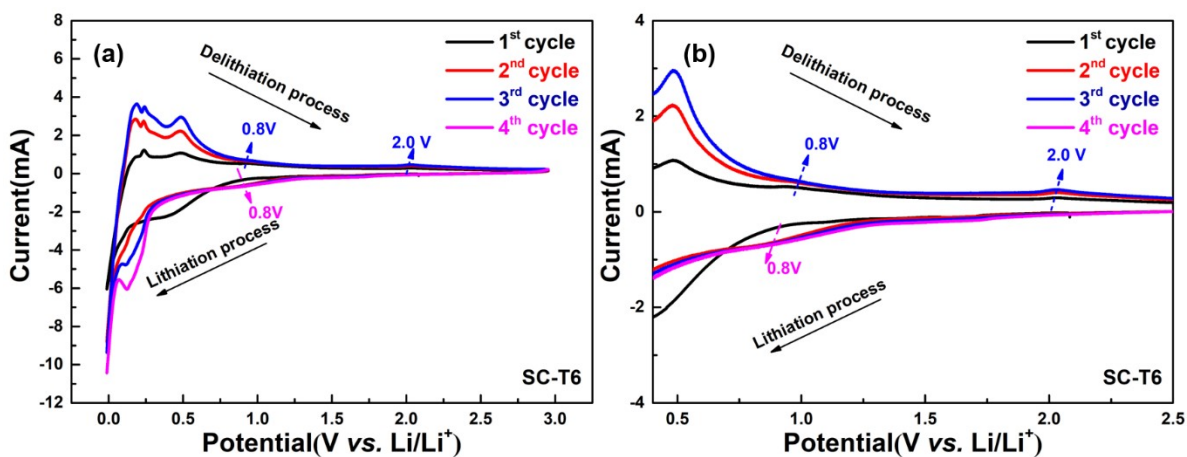 (a)
1st cycle
2nd cycle
3rd cycle
4th cycle
Delithiation process
0.8V
2.0 V
0.8V
Lithiation process
SC-T6
Current(mA)
8
6
4
2
0
-2
-4
-6
-8
-10
-12
0.0
0.5
1.0
1.5
2.0
2.5
3.0
Potential(V vs. Li/Li+)
(b)
1st cycle
2nd cycle
3rd cycle
4th cycle
Delithiation process
0.8V
2.0 V
0.8V
Lithiation process
SC-T6
Current(mA)
4
2
0
-2
-4
0.5
1.0
1.5
2.0
2.5
Potential(V vs. Li/Li+)